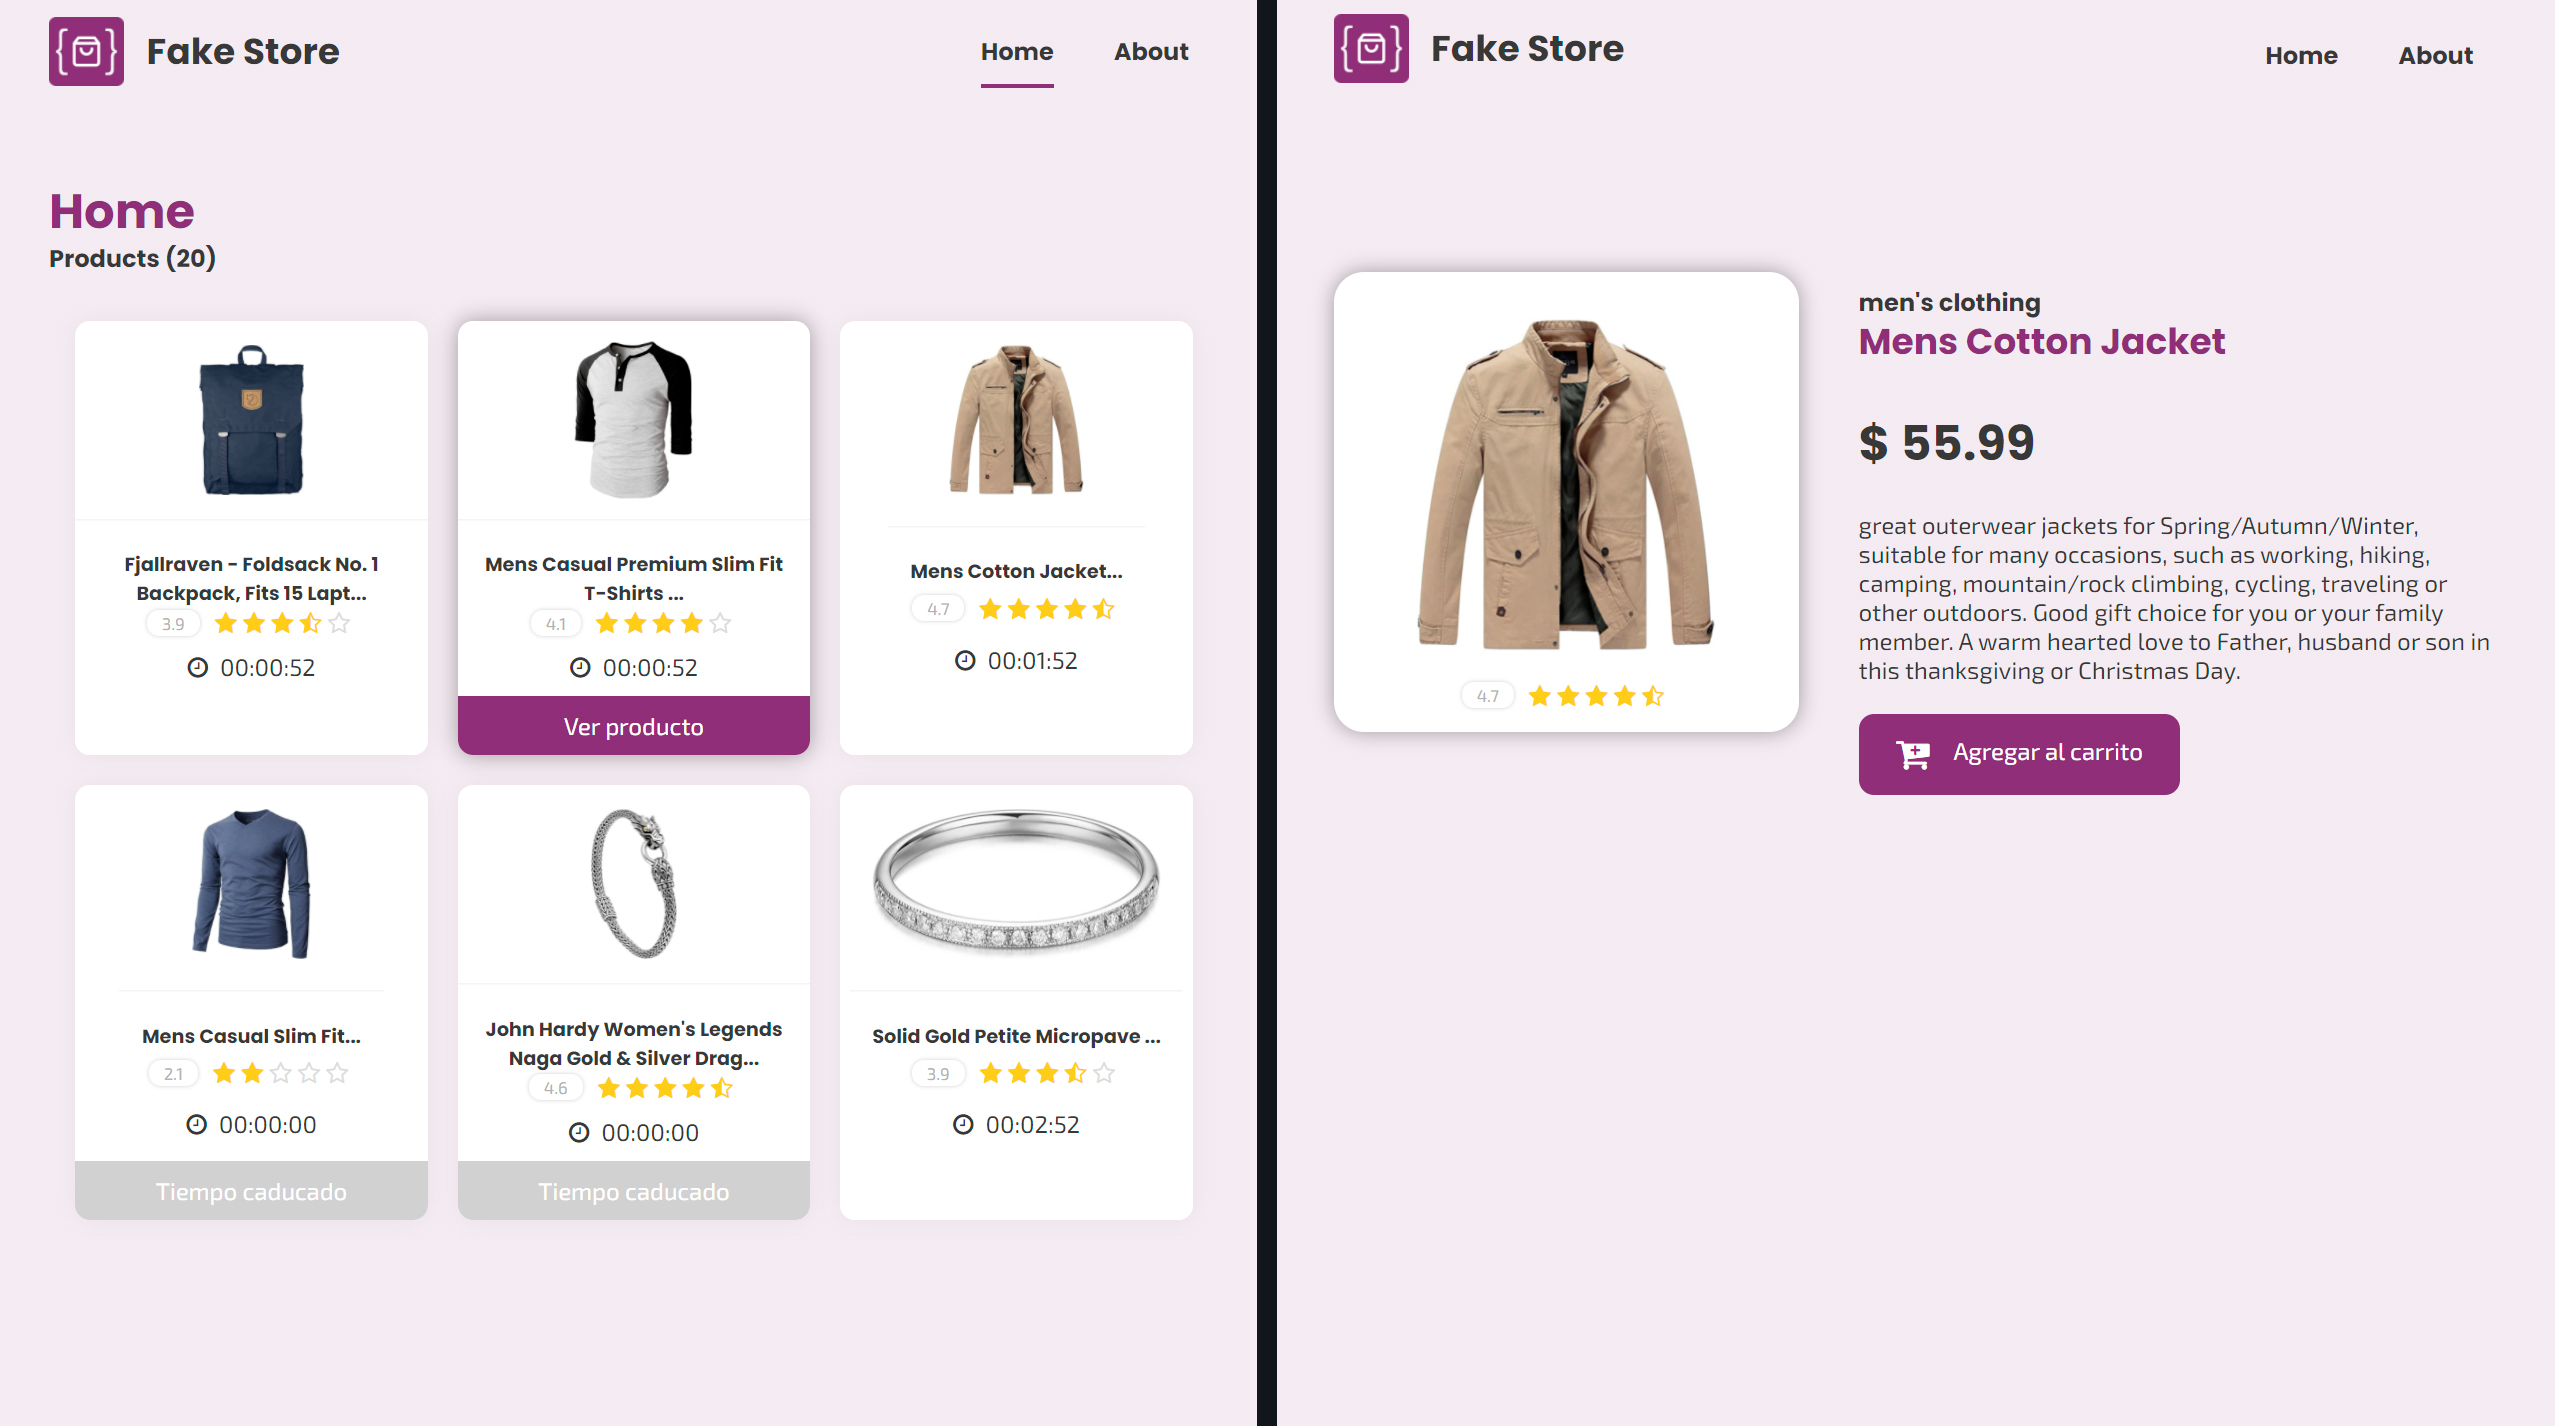 Fake Store
Home
About
Home
Products (20)
Fjallraven - Foldsack No. 1
Backpack, Fits 15 Lapt...
3.9
00:00:52
Mens Casual Premium Slim Fit
T-Shirts ...
4.1
00:00:52
Ver producto
Mens Cotton Jacket...
4.7
00:01:52
Mens Casual Slim Fit...
2.1
00:00:00
Tiempo caducado
John Hardy Women's Legends
Naga Gold & Silver Drag...
4.6
00:00:00
Tiempo caducado
Solid Gold Petite Micropave ...
3.9
00:02:52
Fake Store
Home
About
4.7
men's clothing
Mens Cotton Jacket
$ 55.99
great outerwear jackets for Spring/Autumn/Winter,
suitable for many occasions, such as working, hiking,
camping, mountain/rock climbing, cycling, traveling or
other outdoors. Good gift choice for you or your family
member. A warm hearted love to Father, husband or son in
this thanksgiving or Christmas Day.
Agregar al carrito